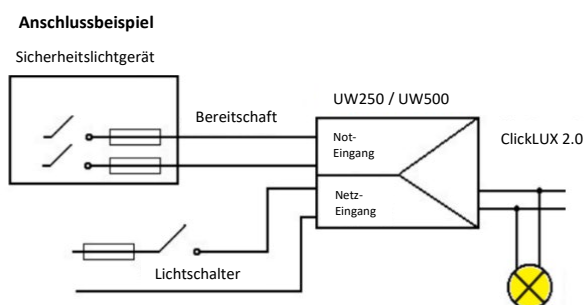 Anschlussbeispiel
Sicherheitslichtgerät
UW250 / UW500
Bereitschaft
Not-
Eingang
ClickLUX 2.0
Netz-
Eingang
Lichtschalter